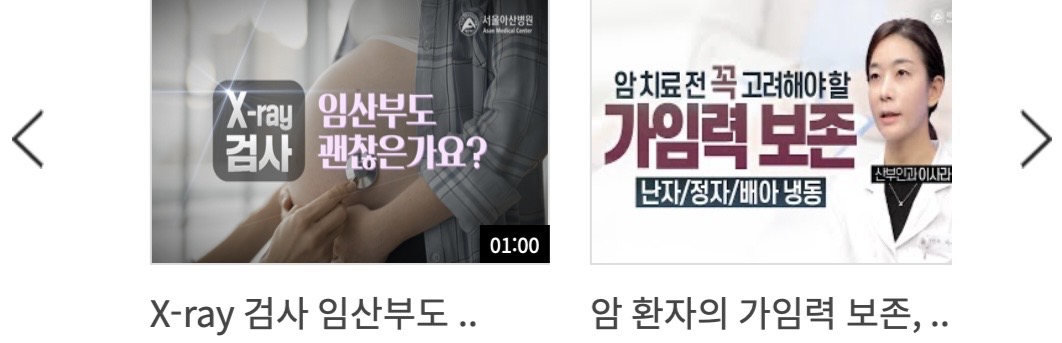 서울아산병원
Asan Medical Center
X-ray
검사
임산부도
괜찮은가요?
01:00
암 치료 전 꼭 고려해야 할
가임력 보존
난자/정자/배아 냉동
산부인과 이사라
X-ray 검사 임산부도 ..
암 환자의 가임력 보존, ..